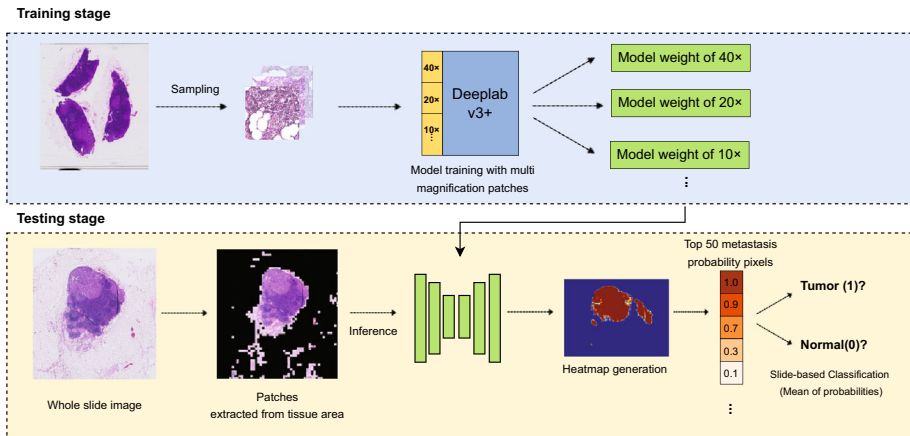 Training stage
Sampling
40×
20×
10×
⋮
Deeplab
v3+
Model training with multi
magnification patches
Model weight of 40×
Model weight of 20×
Model weight of 10×
⋮
Testing stage
Whole slide image
Patches
extracted from tissue area
Inference
Heatmap generation
Top 50 metastasis
probability pixels
1.0
0.9
0.7
0.3
0.1
⋮
Tumor (1)?
Normal(0)?
Slide-based Classification
(Mean of probabilities)